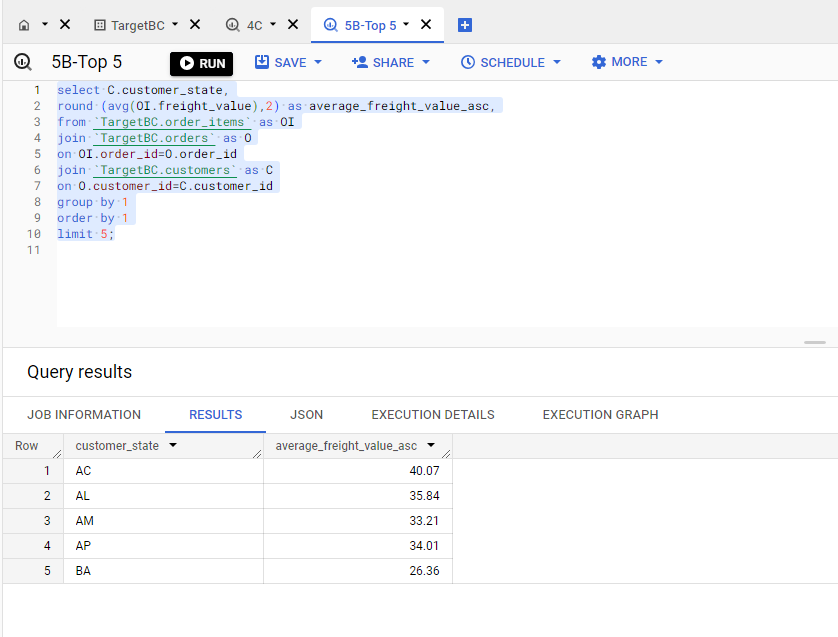 TargetBC 4C 5B-Top 5
5B-Top 5 RUN SAVE SHARE SCHEDULE MORE
1 select C.customer_state,
2 round (avg(OI.freight_value),2) as average_freight_value_asc,
3 from `TargetBC.order_items` as OI
4 join `TargetBC.orders` as O
5 on OI.order_id=O.order_id
6 join `TargetBC.customers` as C
7 on O.customer_id=C.customer_id
8 group by 1
9 order by 1
10 limit 5;
11
Query results
JOB INFORMATION RESULTS JSON EXECUTION DETAILS EXECUTION GRAPH
Row customer_state average_freight_value_asc
1 AC 40.07
2 AL 35.84
3 AM 33.21
4 AP 34.01
5 BA 26.36